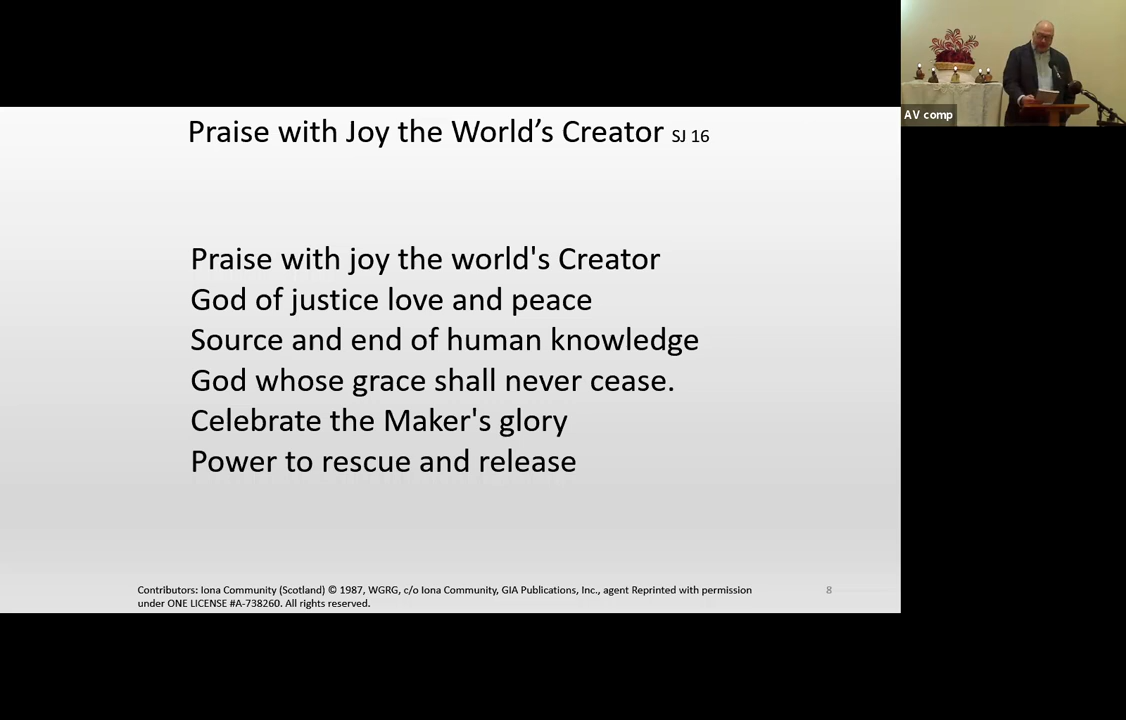 Praise with Joy the World’s Creator SJ 16
Praise with joy the world's Creator
God of justice love and peace
Source and end of human knowledge
God whose grace shall never cease.
Celebrate the Maker's glory
Power to rescue and release
Contributors: Iona Community (Scotland) © 1987, WGRG, c/o Iona Community, GIA Publications, Inc., agent Reprinted with permission
under ONE LICENSE #A-738260. All rights reserved.
8
AV comp